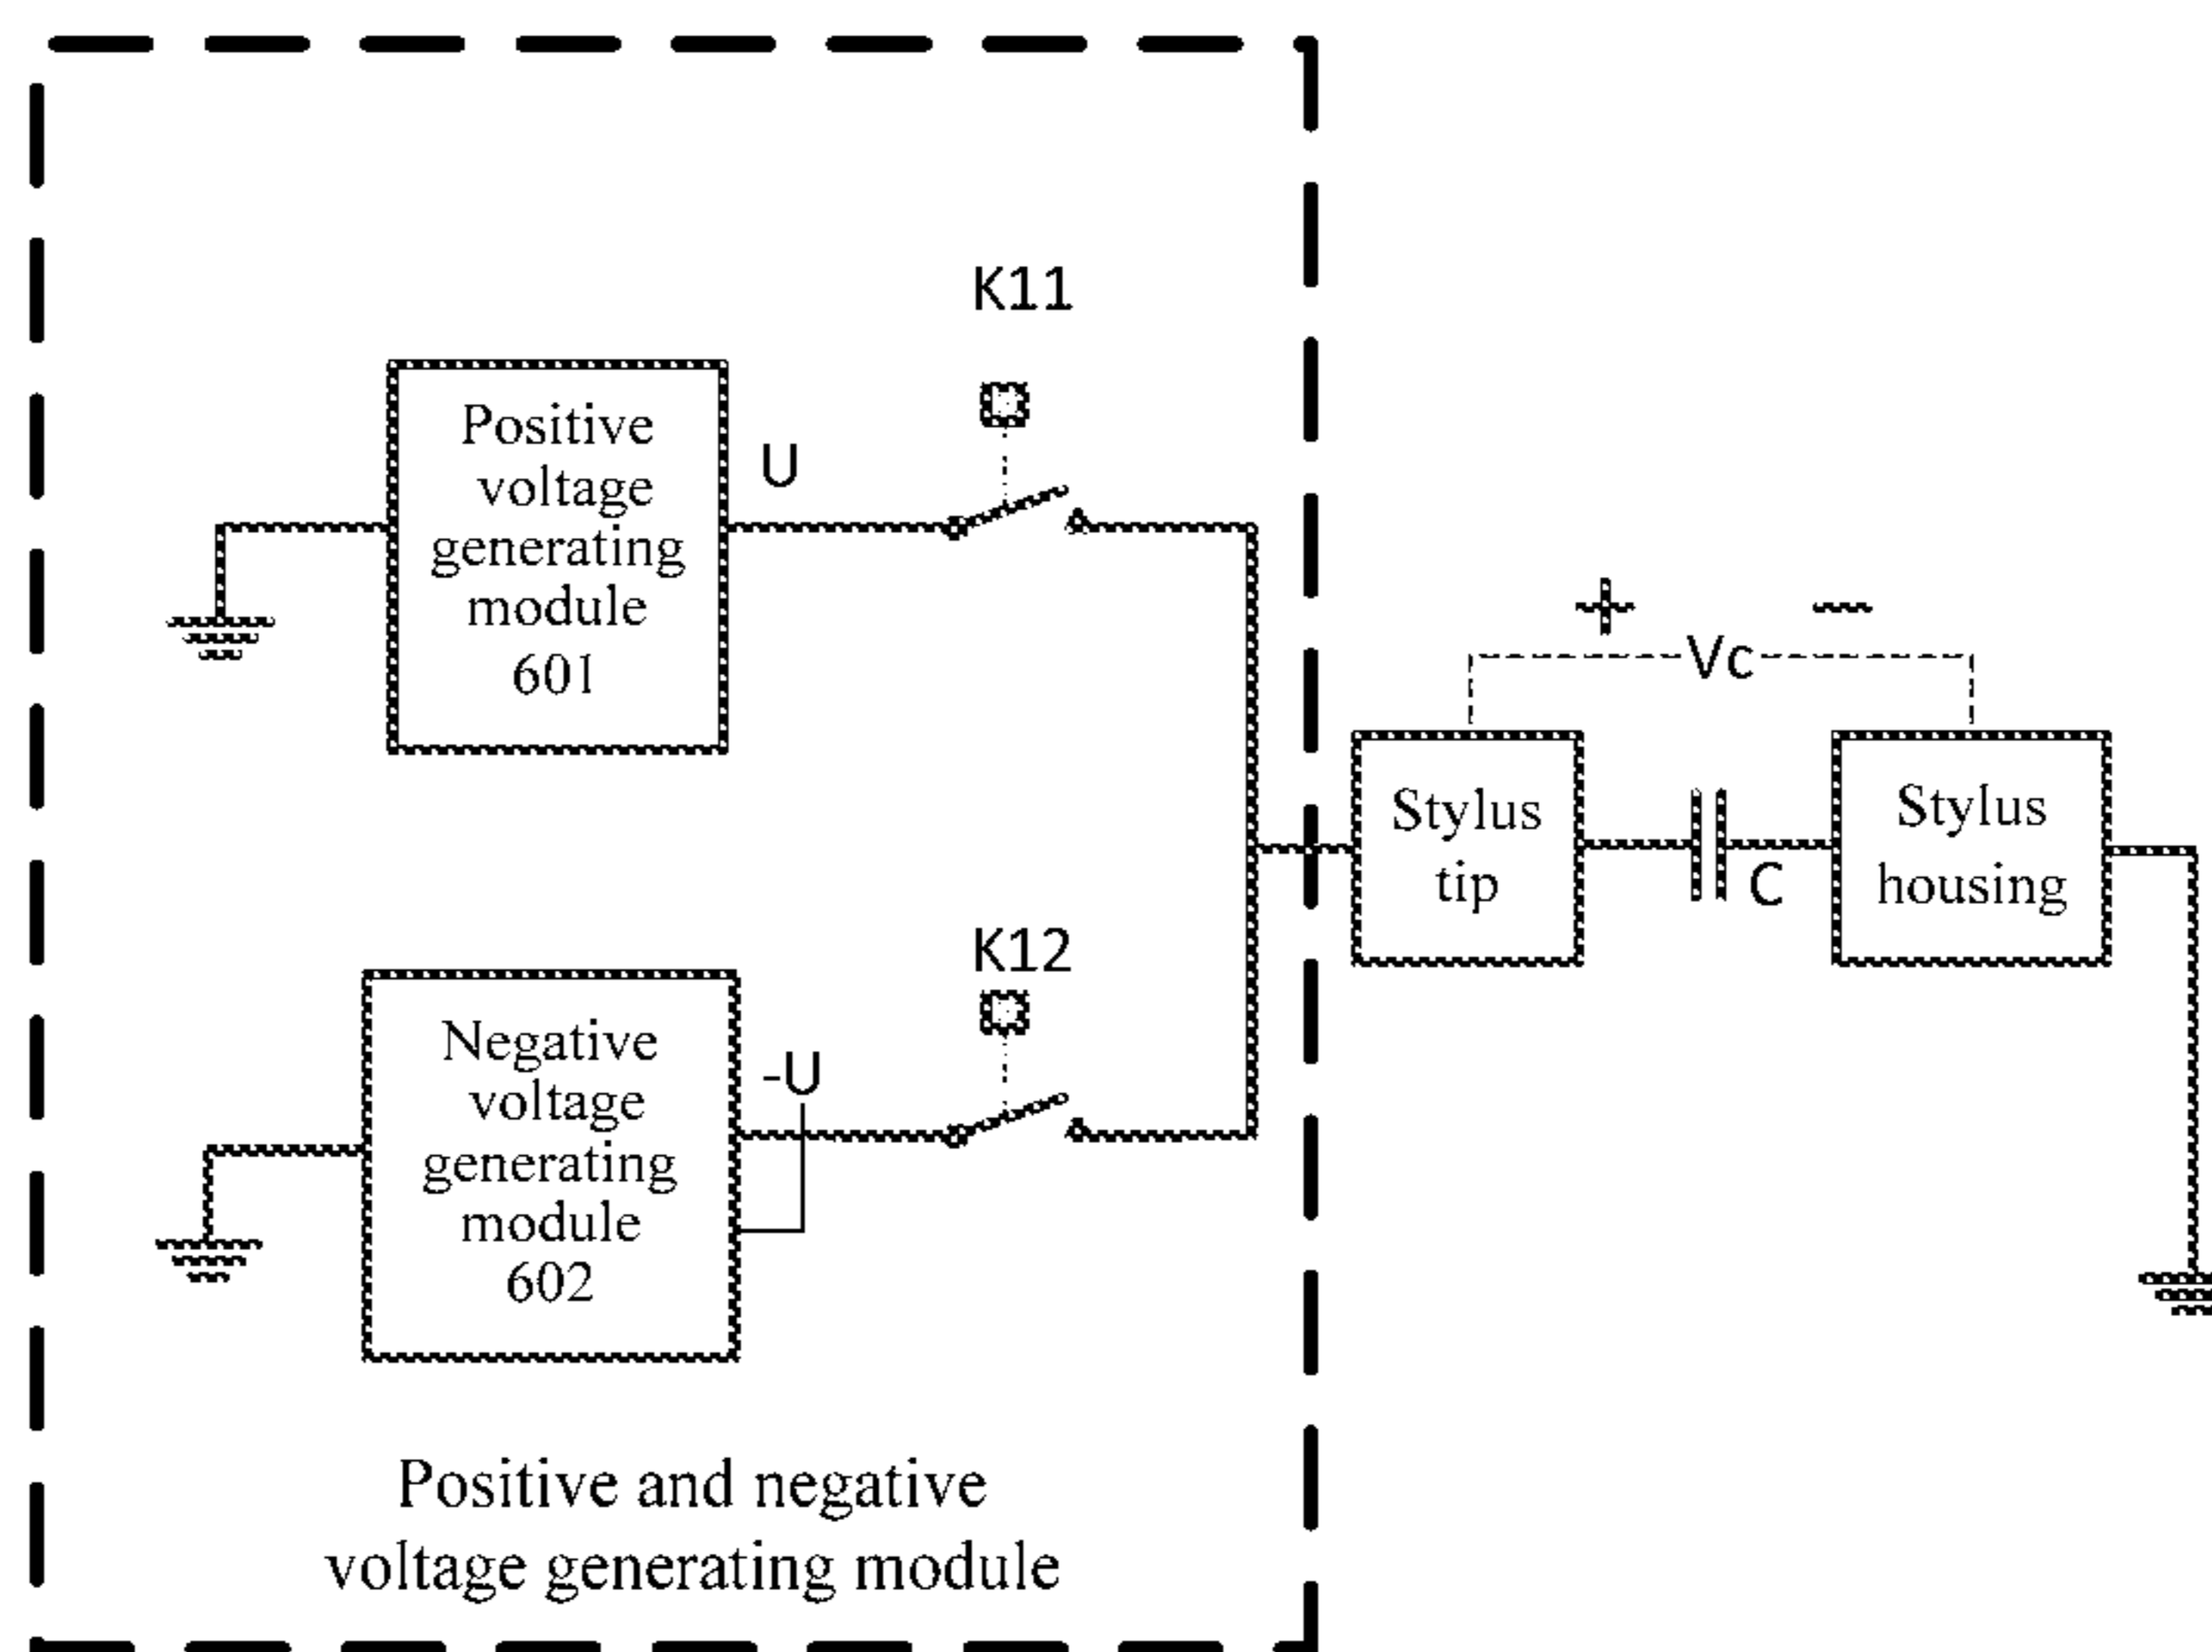 K11
Positive
voltage
generating
module
601
U
+ −
Vc
Stylus
tip
C
Stylus
housing
K12
Negative
voltage
generating
module
602
-U
Positive and negative
voltage generating module